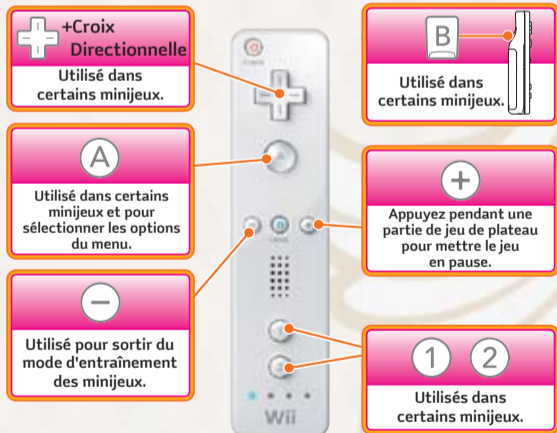 +Croix
Directionnelle
Utilisé dans
certains minijeux.
A
Utilisé dans certains
minijeux et pour
sélectionner les options
du menu.
−
Utilisé pour sortir du
mode d'entraînement
des minijeux.
B
Utilisé dans
certains minijeux.
+
Appuyez pendant une
partie de jeu de plateau
pour mettre le jeu
en pause.
1 2
Utilisés dans
certains minijeux.
Wii